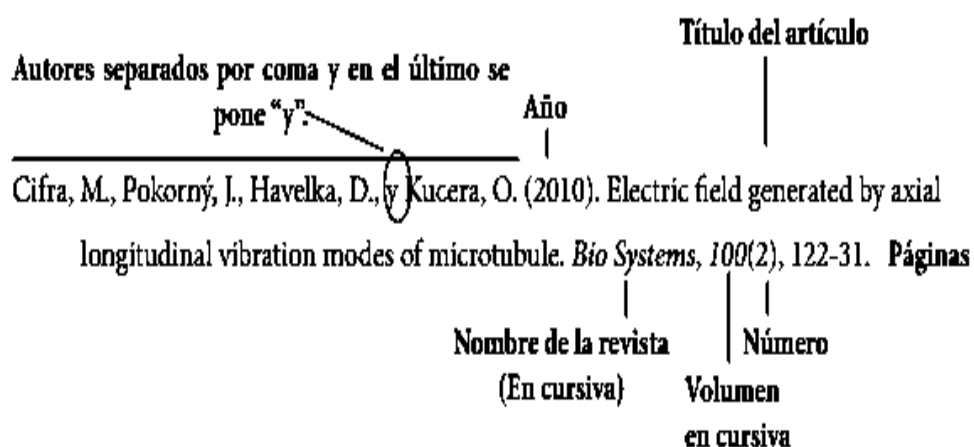 Título del artículo
Autores separados por coma y en el último se
pone “y”.
Año
Cifra, M., Pokorný, J., Havelka, D., y Kucera, O. (2010). Electric field generated by axial
longitudinal vibration modes of microtubule. Bio Systems, 100(2), 122-31. Páginas
Nombre de la revista
(En cursiva)
Número
Volumen
en cursiva